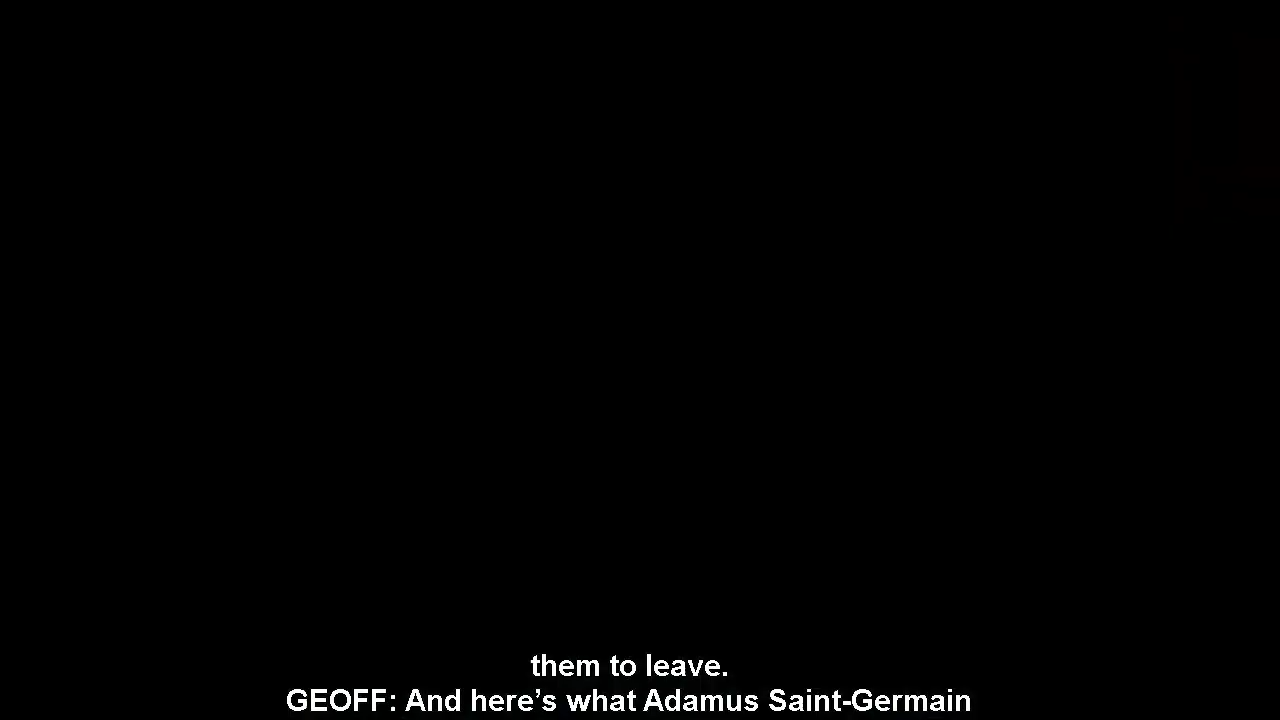 them to leave.
GEOFF: And here’s what Adamus Saint-Germain